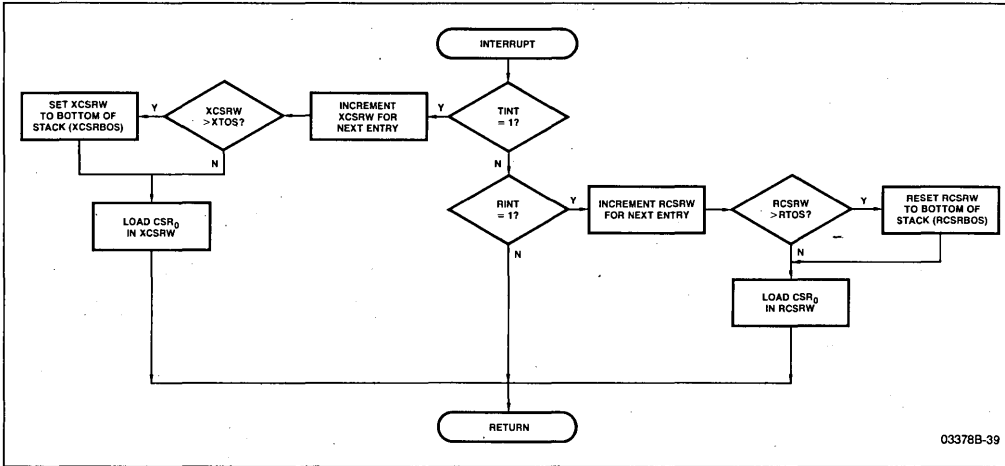 INTERRUPT
TINT
= 1?
Y
N
INCREMENT
XCSRW FOR
NEXT ENTRY
XCSRW
>XTOS?
Y
N
SET XCSRW
TO BOTTOM OF
STACK (XCSRBOS)
LOAD CSR₀
IN XCSRW
RINT
= 1?
Y
N
INCREMENT RCSRW
FOR NEXT ENTRY
RCSRW
>RTOS?
Y
N
RESET RCSRW
TO BOTTOM OF
STACK (RCSRBOS)
LOAD CSR₀
IN RCSRW
RETURN
03378B-39